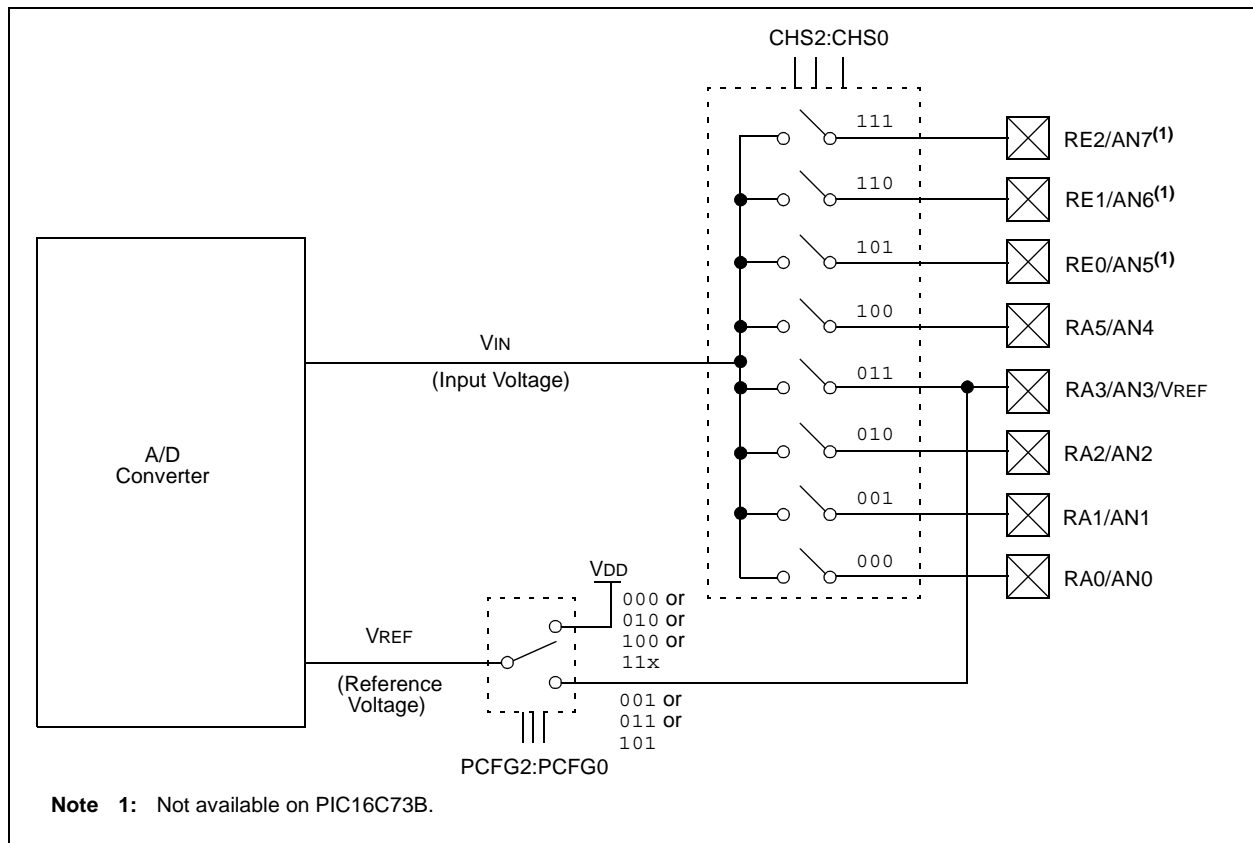 CHS2:CHS0
111
RE2/AN7(1)
110
RE1/AN6(1)
101
RE0/AN5(1)
100
RA5/AN4
VIN
(Input Voltage)
011
RA3/AN3/VREF
A/D
Converter
010
RA2/AN2
001
RA1/AN1
000
RA0/AN0
VDD
000 or
010 or
100 or
11x
VREF
(Reference
Voltage)
001 or
011 or
101
PCFG2:PCFG0
Note 1: Not available on PIC16C73B.